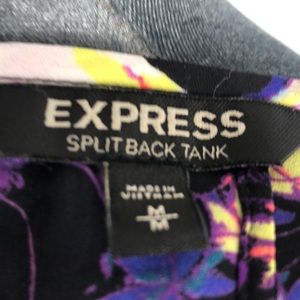 EXPRESS
SPLIT BACK TANK
MADE IN
VIETNAM
M
M